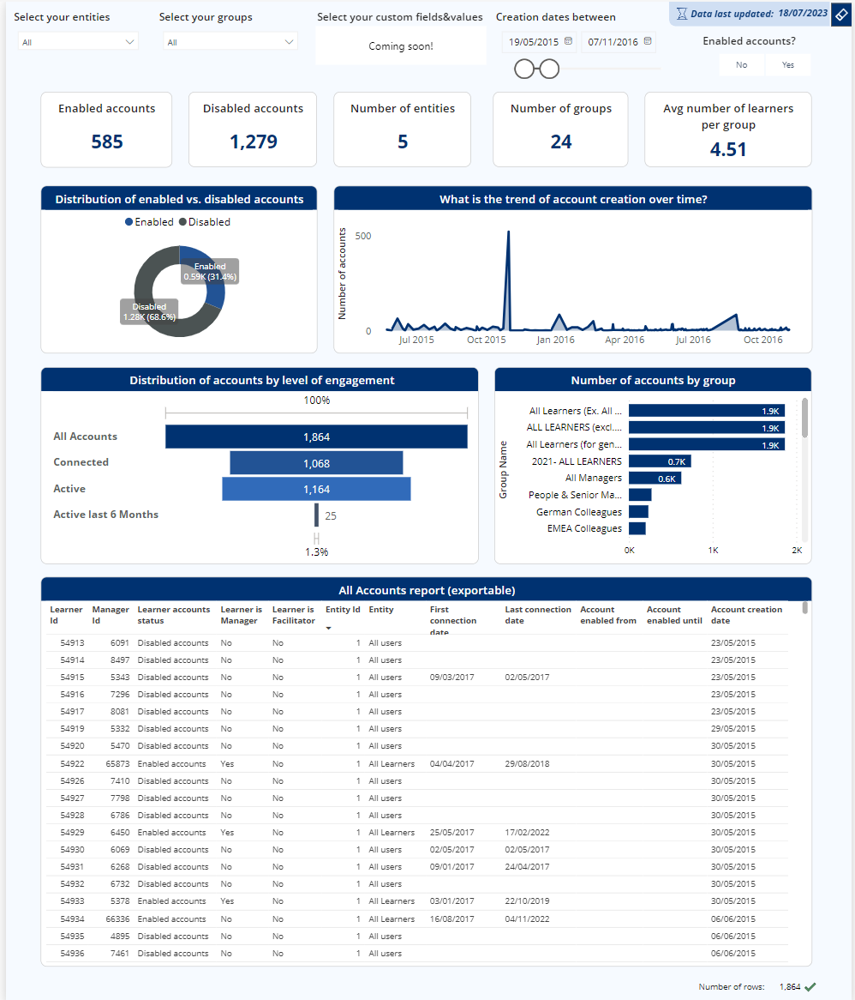 Select your entities
Select your groups
Select your custom fields&values
Creation dates between
Data last updated: 18/07/2023
All
All
Coming soon!
19/05/2015
07/11/2016
Enabled accounts?
No
Yes
Enabled accounts
585
Disabled accounts
1,279
Number of entities
5
Number of groups
24
Avg number of learners
per group
4.51
Distribution of enabled vs. disabled accounts
Enabled Disabled
Enabled
0.59K (31.4%)
Disabled
1.28K (68.6%)
What is the trend of account creation over time?
Number of accounts
500
0
Jul 2015 Oct 2015 Jan 2016 Apr 2016 Jul 2016 Oct 2016
Distribution of accounts by level of engagement
100%
All Accounts 1,864
Connected 1,068
Active 1,164
Active last 6 Months 25
1.3%
Number of accounts by group
Group Name
All Learners (Ex. All ... 1.9K
ALL LEARNERS (excl.... 1.9K
All Learners (for gen... 1.9K
2021- ALL LEARNERS 0.7K
All Managers 0.6K
People & Senior Ma...
German Colleagues
EMEA Colleagues
0K 1K 2K
All Accounts report (exportable)
Learner Manager Learner accounts Learner is Learner is Entity Id Entity First Last connection Account Account Account creation
Id Id status Manager Facilitator connection date enabled from enabled until date
date
54913 6091 Disabled accounts No No 1 All users 23/05/2015
54914 8497 Disabled accounts No No 1 All users 23/05/2015
54915 5343 Disabled accounts No No 1 All users 09/03/2017 02/05/2017 23/05/2015
54916 7296 Disabled accounts No No 1 All users 23/05/2015
54917 8081 Disabled accounts No No 1 All users 23/05/2015
54919 5332 Disabled accounts No No 1 All users 29/05/2015
54920 5470 Disabled accounts No No 1 All users 30/05/2015
54922 65873 Enabled accounts Yes No 1 All Learners 04/04/2017 29/08/2018 30/05/2015
54926 7410 Disabled accounts No No 1 All users 30/05/2015
54927 7798 Disabled accounts No No 1 All users 30/05/2015
54928 6786 Disabled accounts No No 1 All users 30/05/2015
54929 6450 Enabled accounts Yes No 1 All Learners 25/05/2017 17/02/2022 30/05/2015
54930 6069 Disabled accounts No No 1 All users 02/05/2017 02/05/2017 30/05/2015
54931 6268 Disabled accounts No No 1 All users 09/01/2017 24/04/2017 30/05/2015
54932 6732 Disabled accounts No No 1 All users 30/05/2015
54933 5378 Enabled accounts Yes No 1 All Learners 03/01/2017 22/10/2019 30/05/2015
54934 66336 Enabled accounts No No 1 All Learners 16/08/2017 04/11/2022 06/06/2015
54935 4895 Disabled accounts No No 1 All users 06/06/2015
54936 7461 Disabled accounts No No 1 All users 06/06/2015
Number of rows: 1,864